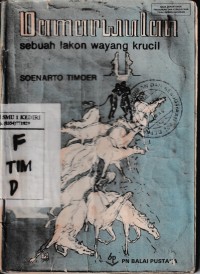 Damarwulan
sebuah lakon wayang krucil
SOENARTO TIMOER
F
TIM
D
PN BALAI PUSTAKA